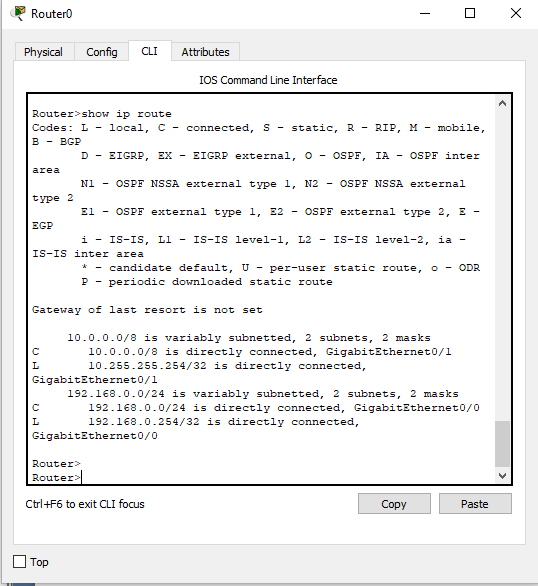 Router0
Physical Config CLI Attributes
IOS Command Line Interface
Router>show ip route
Codes: L - local, C - connected, S - static, R - RIP, M - mobile,
B - BGP
D - EIGRP, EX - EIGRP external, O - OSPF, IA - OSPF inter
area
N1 - OSPF NSSA external type 1, N2 - OSPF NSSA external
type 2
E1 - OSPF external type 1, E2 - OSPF external type 2, E -
EGP
i - IS-IS, L1 - IS-IS level-1, L2 - IS-IS level-2, ia -
IS-IS inter area
* - candidate default, U - per-user static route, o - ODR
P - periodic downloaded static route
Gateway of last resort is not set
10.0.0.0/8 is variably subnetted, 2 subnets, 2 masks
C 10.0.0.0/8 is directly connected, GigabitEthernet0/1
L 10.255.255.254/32 is directly connected,
GigabitEthernet0/1
192.168.0.0/24 is variably subnetted, 2 subnets, 2 masks
C 192.168.0.0/24 is directly connected, GigabitEthernet0/0
L 192.168.0.254/32 is directly connected,
GigabitEthernet0/0
Router>
Router>
Ctrl+F6 to exit CLI focus
Copy Paste
Top